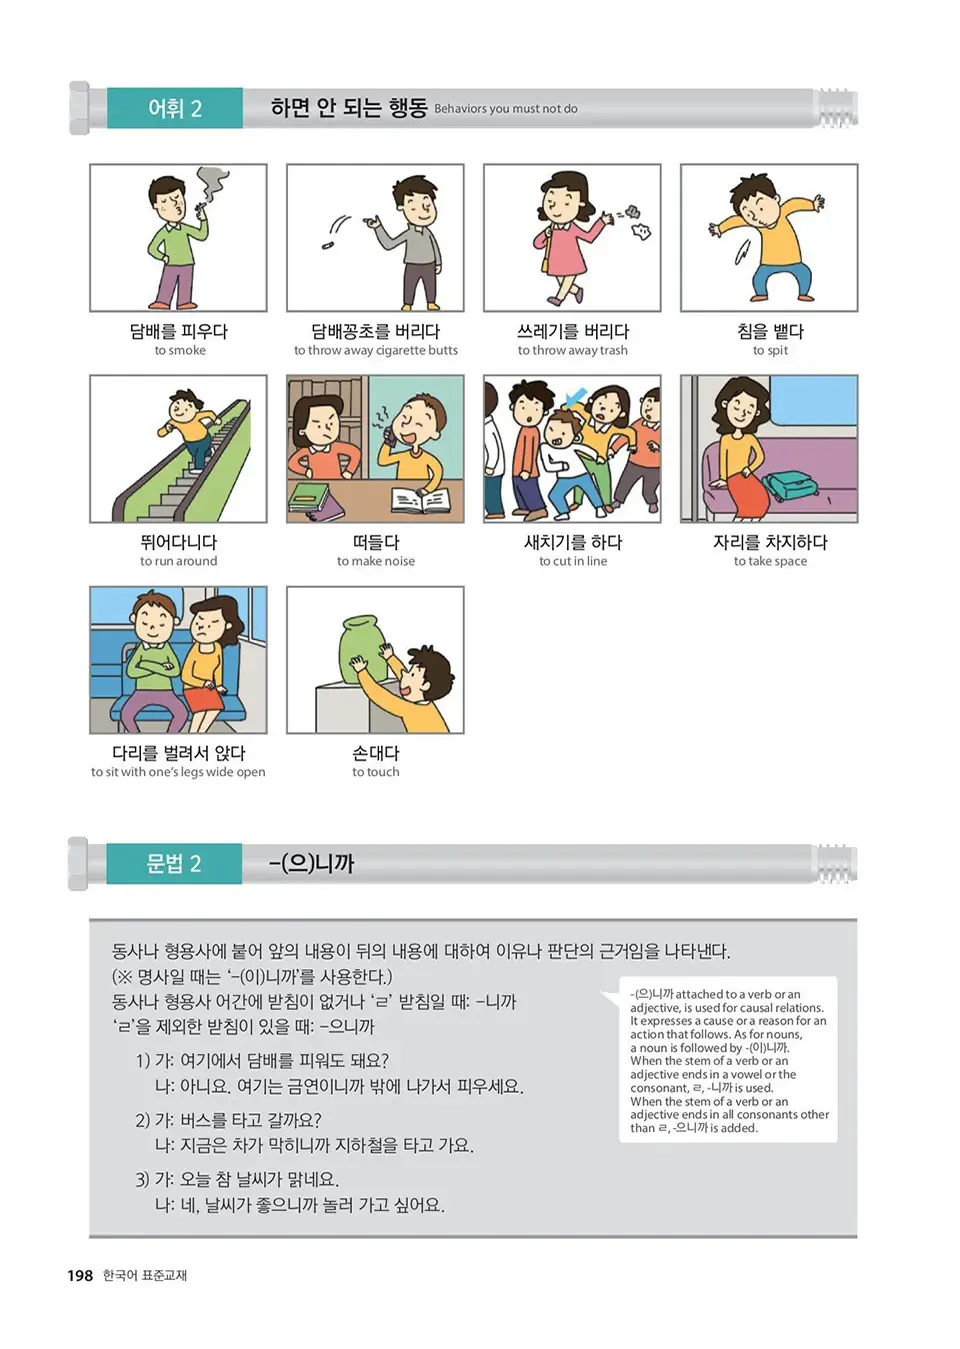 어휘 2
하면 안 되는 행동 Behaviors you must not do
담배를 피우다
to smoke
담배꽁초를 버리다
to throw away cigarette butts
쓰레기를 버리다
to throw away trash
침을 뱉다
to spit
뛰어다니다
to run around
떠들다
to make noise
새치기를 하다
to cut in line
자리를 차지하다
to take space
다리를 벌려서 앉다
to sit with one's legs wide open
손대다
to touch
문법 2
-(으)니까
동사나 형용사에 붙어 앞의 내용이 뒤의 내용에 대하여 이유나 판단의 근거임을 나타낸다.
(※ 명사일 때는 '-(이)니까'를 사용한다.)
동사나 형용사 어간에 받침이 없거나 'ㄹ' 받침일 때: -니까
'ㄹ'을 제외한 받침이 있을 때: -으니까
1) 가: 여기에서 담배를 피워도 돼요?
나: 아니요. 여기는 금연이니까 밖에 나가서 피우세요.
2) 가: 버스를 타고 갈까요?
나: 지금은 차가 막히니까 지하철을 타고 가요.
3) 가: 오늘 참 날씨가 맑네요.
나: 네, 날씨가 좋으니까 놀러 가고 싶어요.
-(으)니까 attached to a verb or an
adjective, is used for causal relations.
It expresses a cause or a reason for an
action that follows. As for nouns,
a noun is followed by -(이)니까.
When the stem of a verb or an
adjective ends in a vowel or the
consonant, ㄹ, -니까 is used.
When the stem of a verb or an
adjective ends in all consonants other
than ㄹ, -으니까 is added.
198 한국어 표준교재